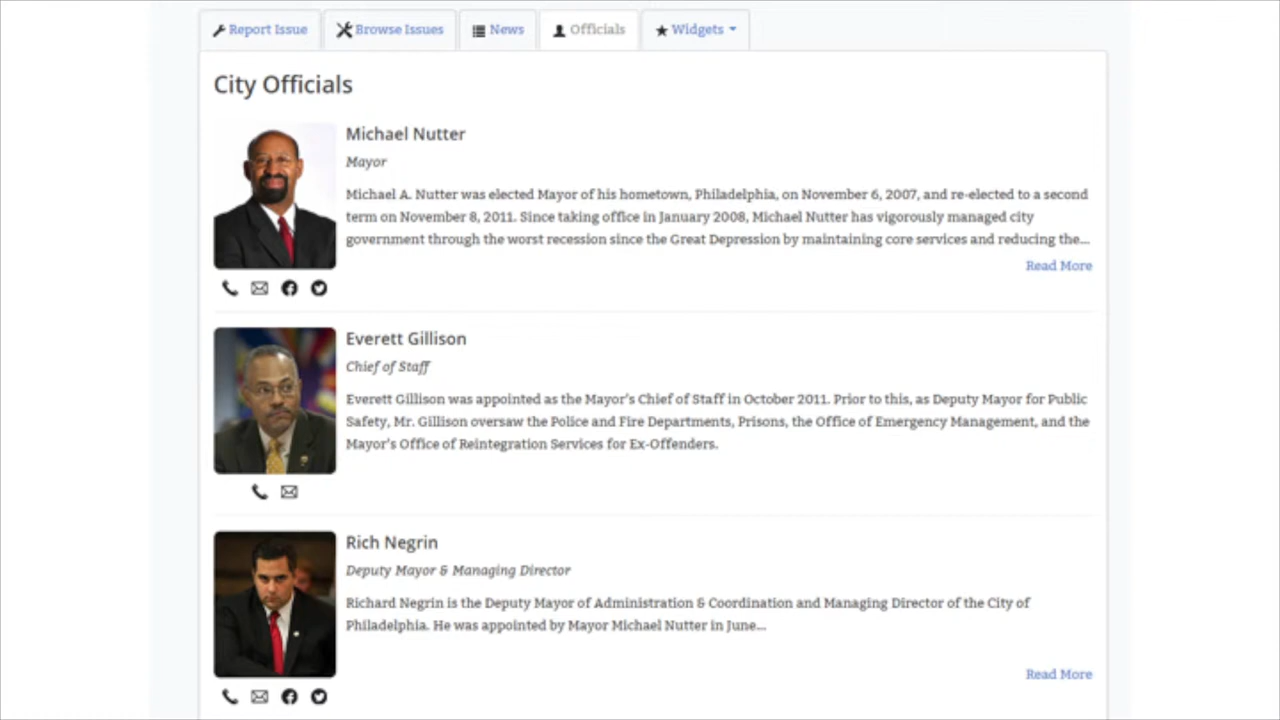 Report Issue
Browse Issues
News
Officials
Widgets
City Officials
Michael Nutter
Mayor
Michael A. Nutter was elected Mayor of his hometown, Philadelphia, on November 6, 2007, and re-elected to a second
term on November 8, 2011. Since taking office in January 2008, Michael Nutter has vigorously managed city
government through the worst recession since the Great Depression by maintaining core services and reducing the...
Read More
Everett Gillison
Chief of Staff
Everett Gillison was appointed as the Mayor's Chief of Staff in October 2011. Prior to this, as Deputy Mayor for Public
Safety, Mr. Gillison oversaw the Police and Fire Departments, Prisons, the Office of Emergency Management, and the
Mayor's Office of Reintegration Services for Ex-Offenders.
Rich Negrin
Deputy Mayor & Managing Director
Richard Negrin is the Deputy Mayor of Administration & Coordination and Managing Director of the City of
Philadelphia. He was appointed by Mayor Michael Nutter in June...
Read More